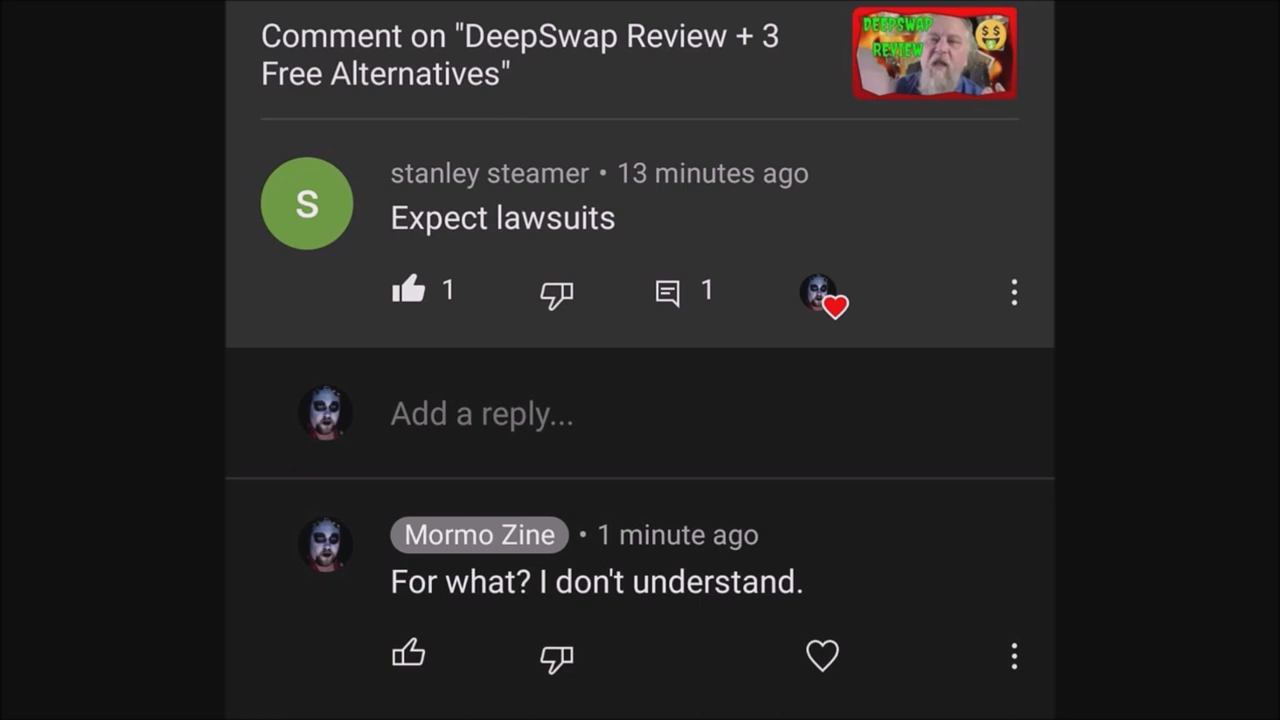 Comment on "DeepSwap Review + 3
Free Alternatives"
DEEPSWAP
REVIEW
$ $
S
stanley steamer • 13 minutes ago
Expect lawsuits
1
1
Add a reply...
Mormo Zine • 1 minute ago
For what? I don't understand.